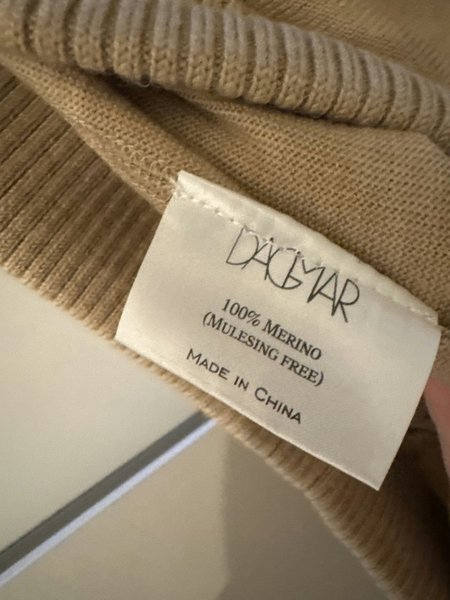 DAGMAR
100% MERINO
(MULESING FREE)
MADE IN CHINA